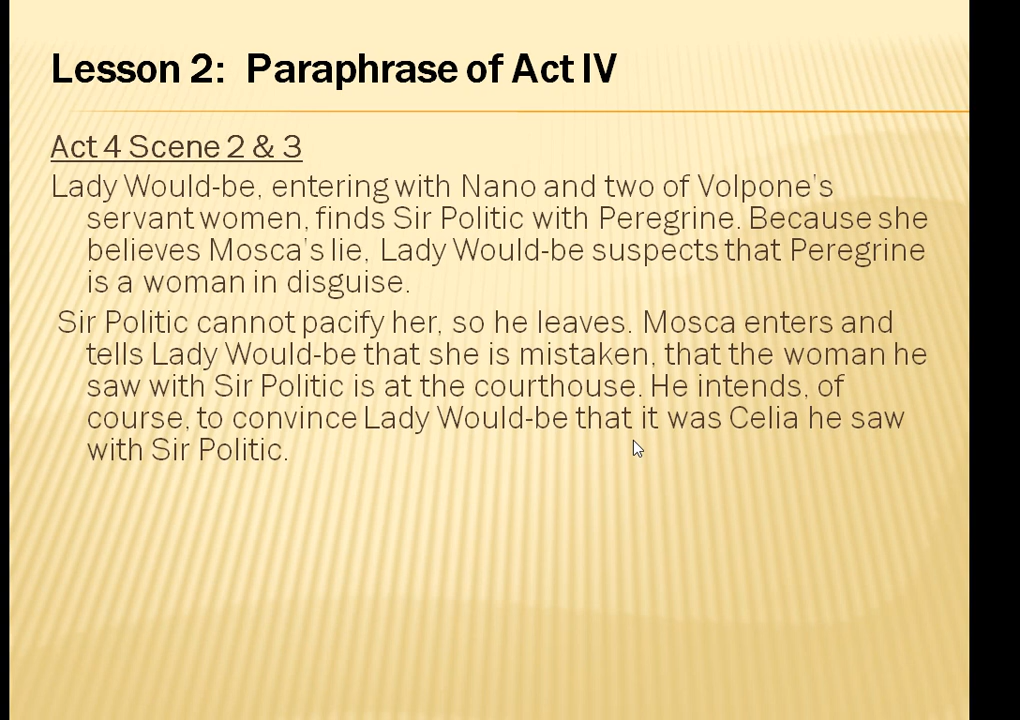 Lesson 2: Paraphrase of Act IV
Act 4 Scene 2 & 3
Lady Would-be, entering with Nano and two of Volpone's
servant women, finds Sir Politic with Peregrine. Because she
believes Mosca's lie, Lady Would-be suspects that Peregrine
is a woman in disguise.
Sir Politic cannot pacify her, so he leaves. Mosca enters and
tells Lady Would-be that she is mistaken, that the woman he
saw with Sir Politic is at the courthouse. He intends, of
course, to convince Lady Would-be that it was Celia he saw
with Sir Politic.